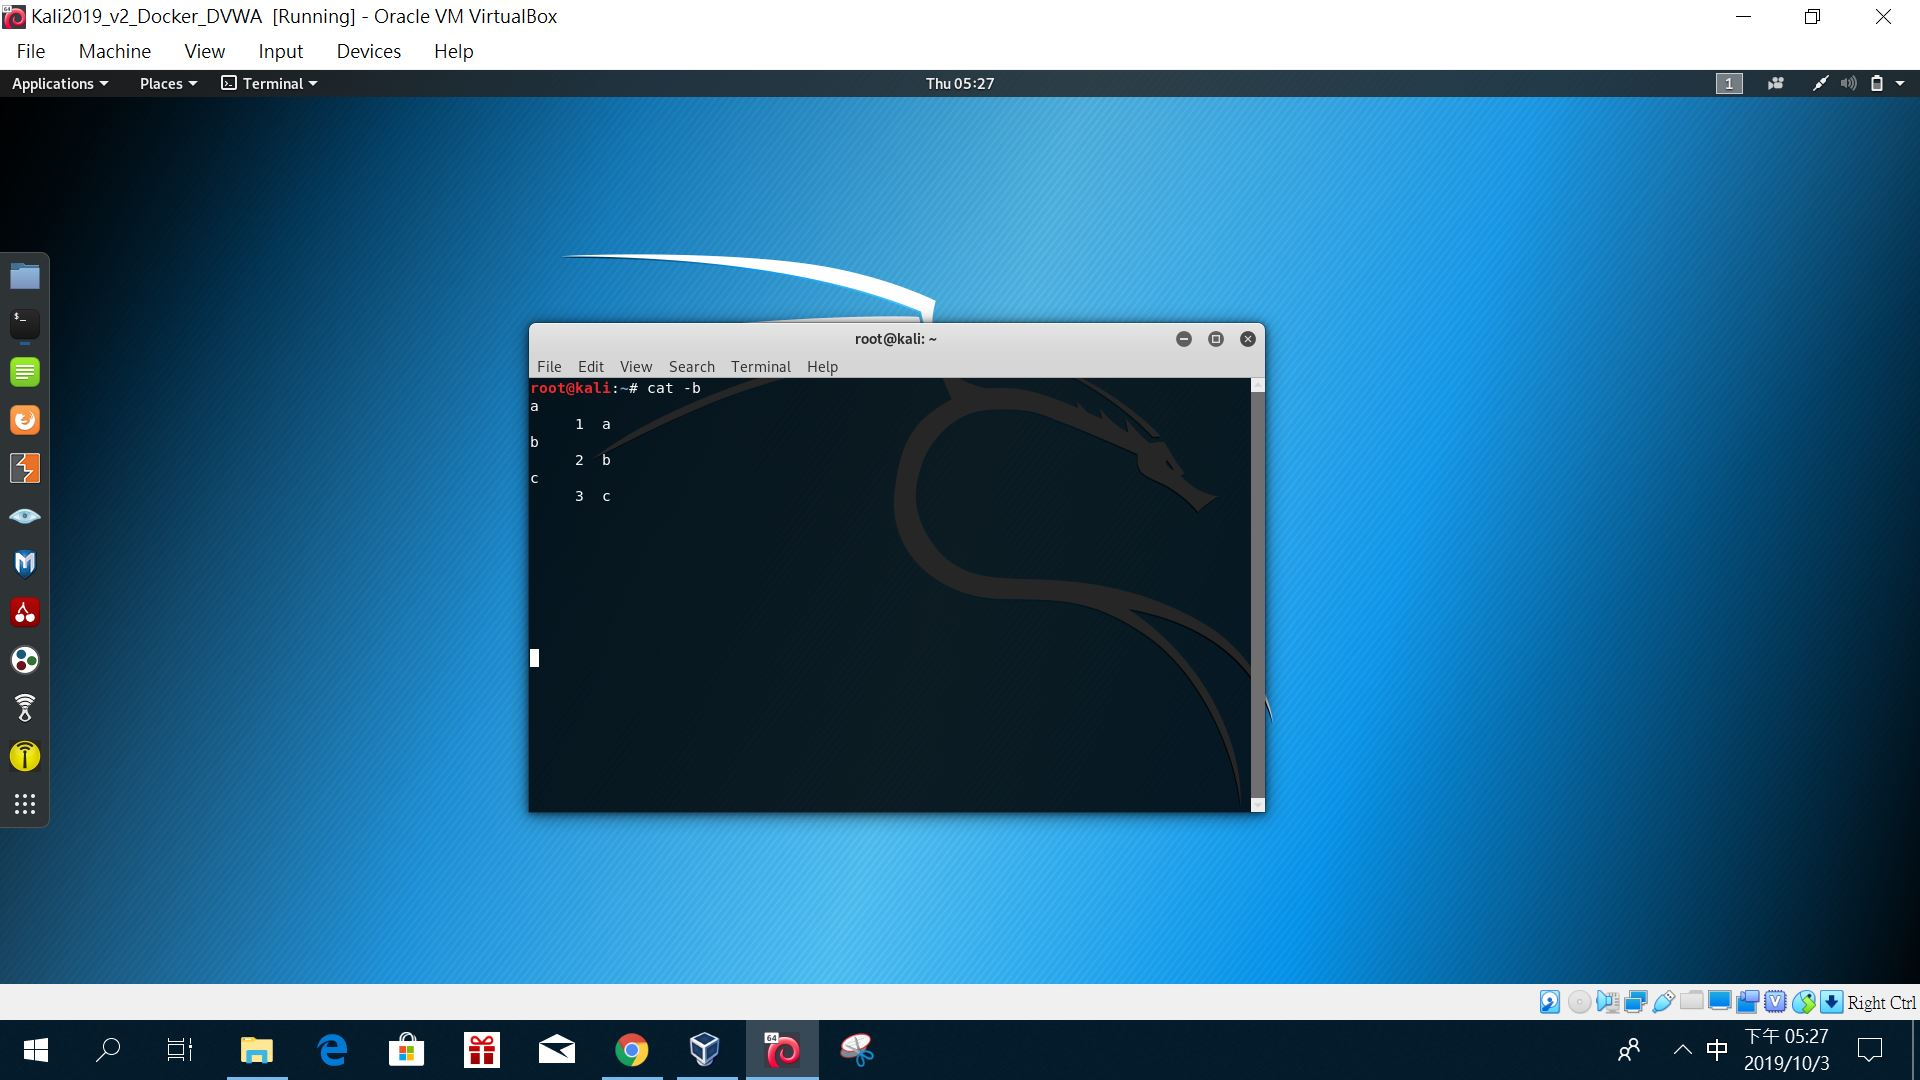 Kali2019_v2_Docker_DVWA [Running] - Oracle VM VirtualBox
File Machine View Input Devices Help
Applications Places Terminal Thu 05:27 1
root@kali: ~
File Edit View Search Terminal Help
root@kali:~# cat -b
a
1 a
b
2 b
c
3 c
Right Ctrl
中 下午 05:27
2019/10/3